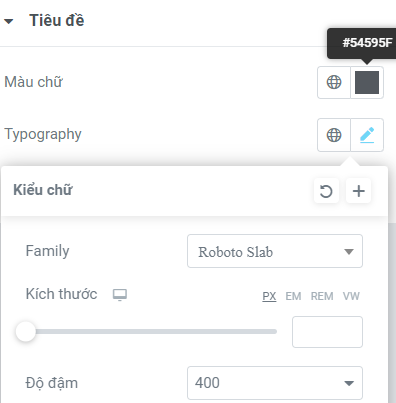 Tiêu đề
#54595F
Màu chữ
Typography
Kiểu chữ
Family Roboto Slab
Kích thước PX EM REM VW
Độ đậm 400